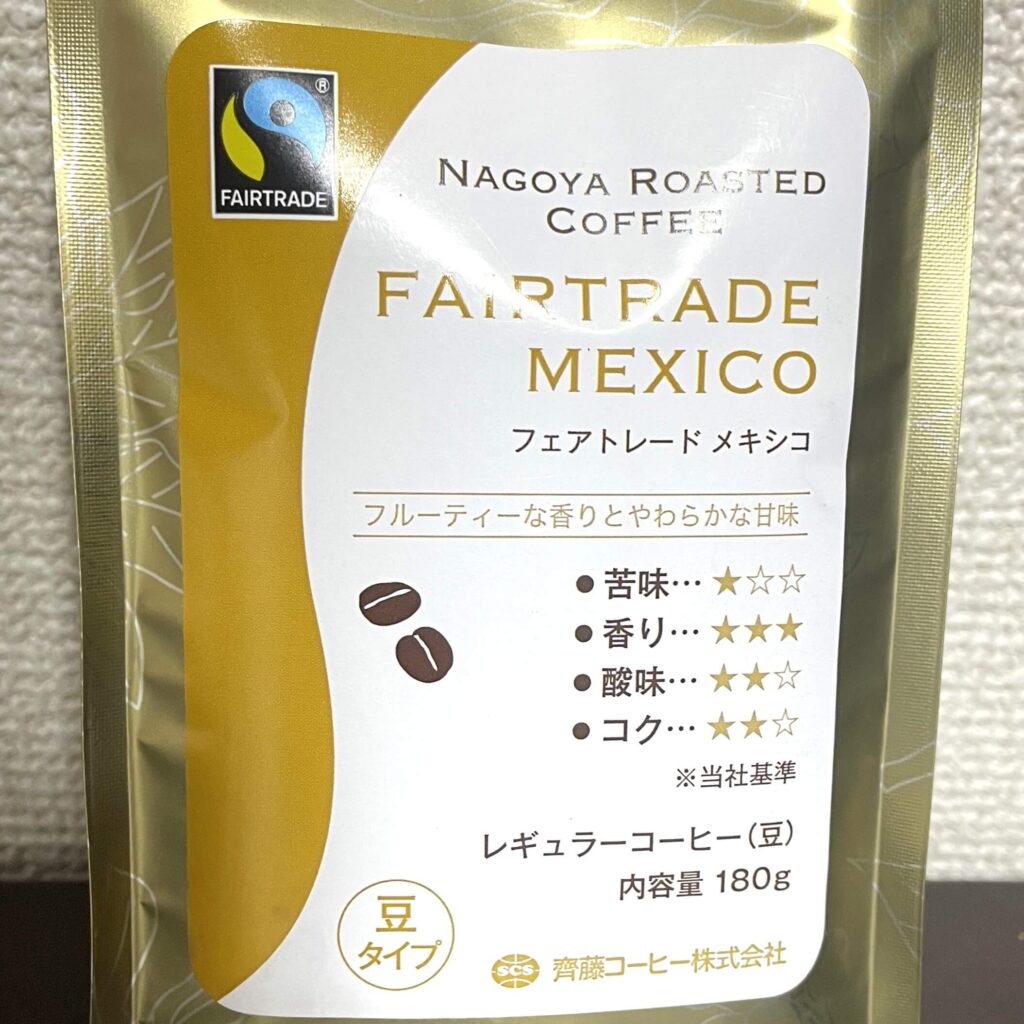 ®
FAIRTRADE
NAGOYA ROASTED
COFFEE
FAIRTRADE
MEXICO
フェアトレード メキシコ
フルーティーな香りとやわらかな甘味
●苦味…★☆☆
●香り…★★★
●酸味…★★☆
●コク…★★☆
※当社基準
レギュラーコーヒー（豆）
内容量 180g
豆
タイプ
SCS 齊藤コーヒー株式会社